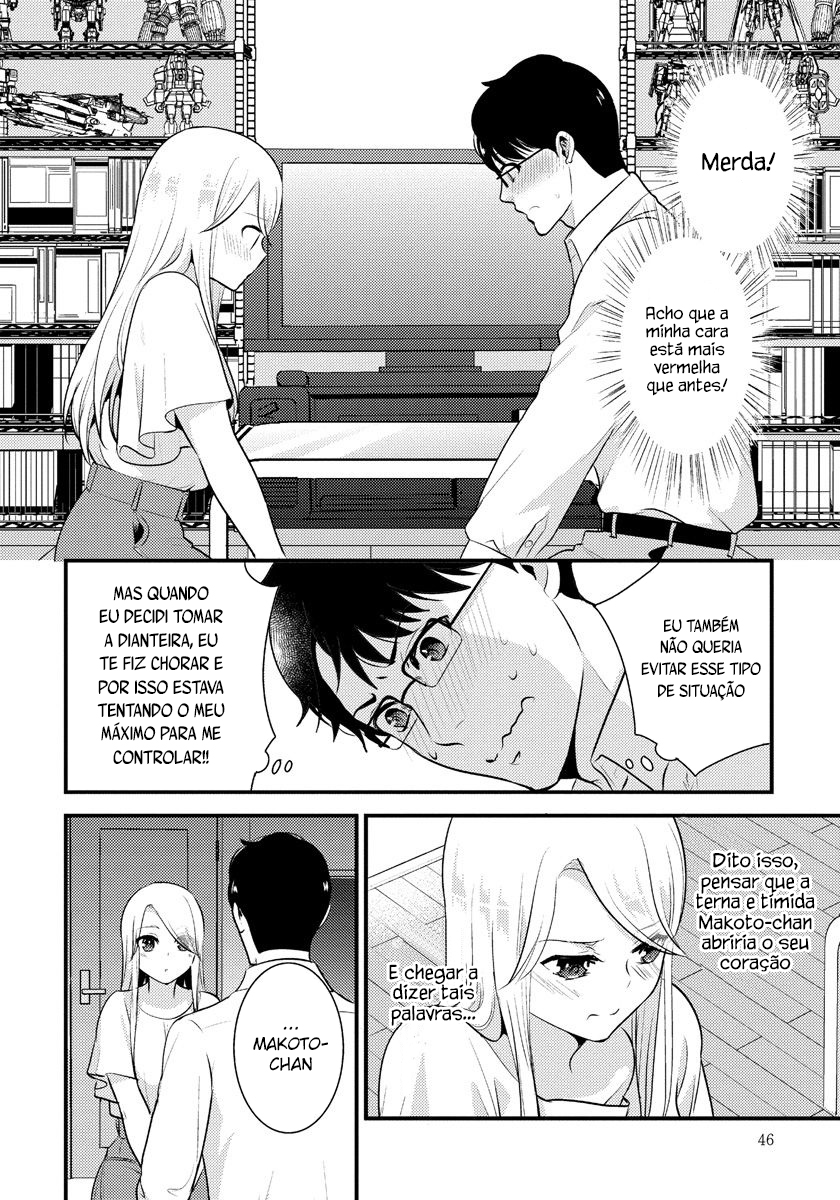 Merda!
Acho que a
minha cara
está mais
vermelha
que antes!
EU TAMBÉM
NÃO QUERIA
EVITAR ESSE TIPO
DE SITUAÇÃO
MAS QUANDO
EU DECIDI TOMAR
A DIANTEIRA, EU
TE FIZ CHORAR E
POR ISSO ESTAVA
TENTANDO O MEU
MÁXIMO PARA ME
CONTROLAR!!
Dito isso,
pensar que a
terna e tímida
Makoto-chan
abriria o seu
coração
E chegar a
dizer tais
palavras...
...
MAKOTO-
CHAN
46